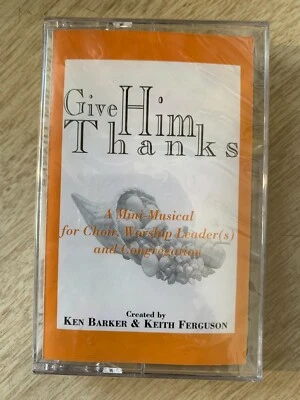 Give Him
Thanks
A Mini-Musical
for Choir, Worship Leader(s)
and Congregation
Created by
KEN BARKER & KEITH FERGUSON